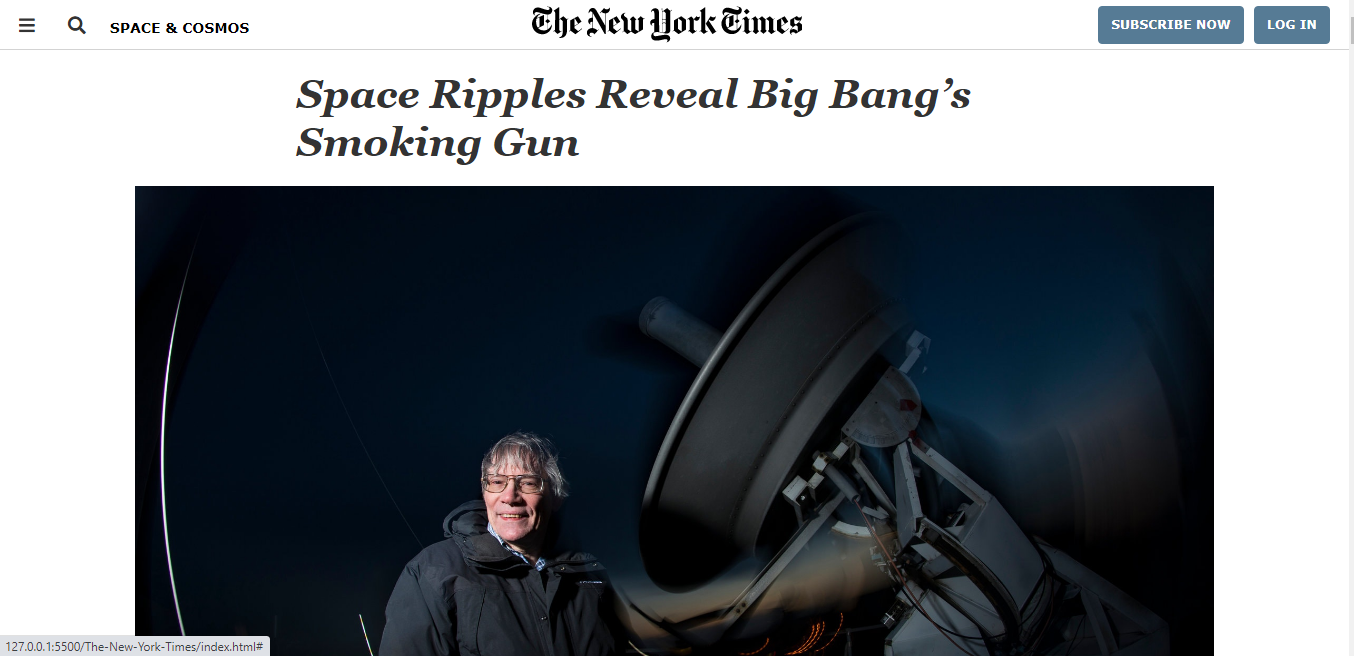 SPACE & COSMOS
The New York Times
SUBSCRIBE NOW
LOG IN
Space Ripples Reveal Big Bang’s
Smoking Gun
127.0.0.1:5500/The-New-York-Times/index.html#